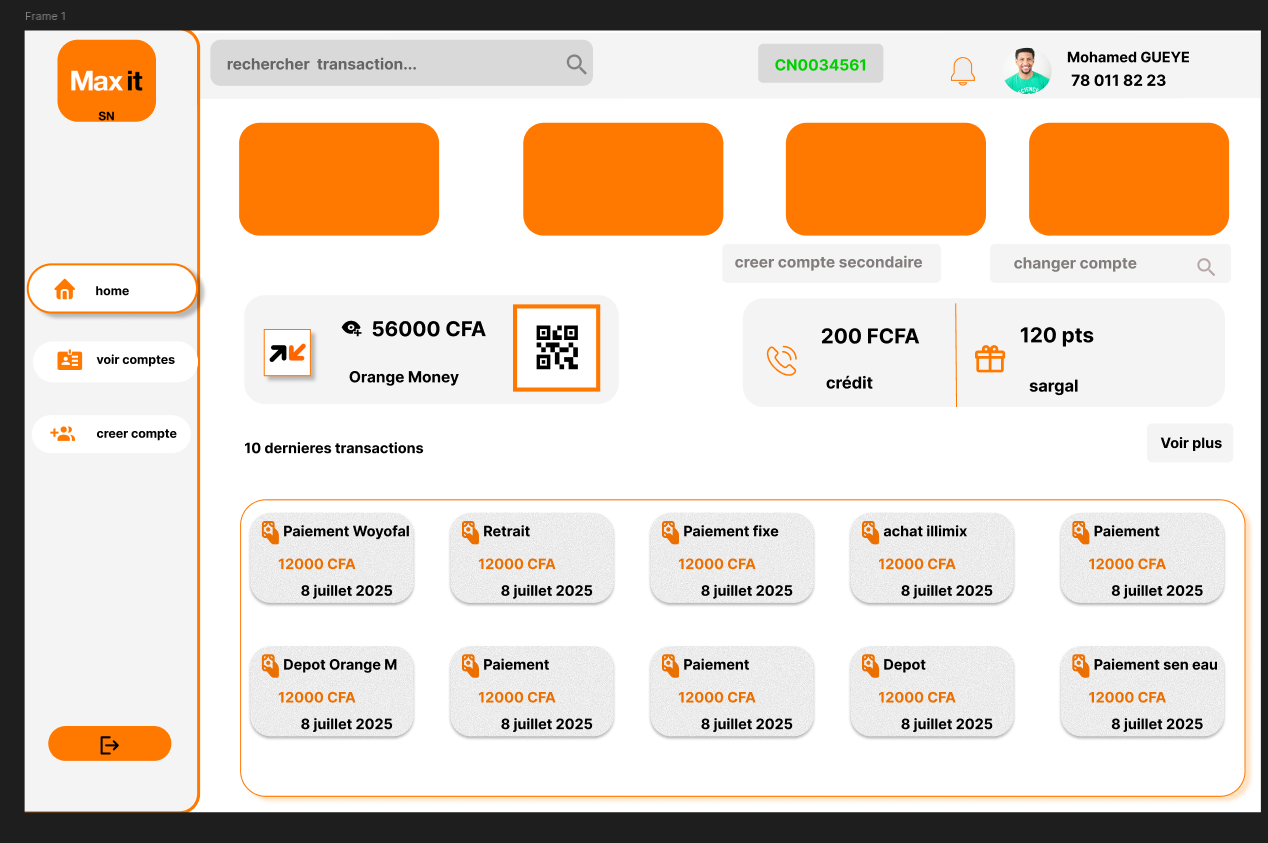 Frame 1
Max it
SN
rechercher transaction...
CN0034561
Mohamed GUEYE
78 011 82 23
creer compte secondaire
changer compte
home
voir comptes
creer compte
56000 CFA
Orange Money
200 FCFA
crédit
120 pts
sargal
10 dernieres transactions
Voir plus
Paiement Woyofal
12000 CFA
8 juillet 2025
Retrait
12000 CFA
8 juillet 2025
Paiement fixe
12000 CFA
8 juillet 2025
achat illimix
12000 CFA
8 juillet 2025
Paiement
12000 CFA
8 juillet 2025
Depot Orange M
12000 CFA
8 juillet 2025
Paiement
12000 CFA
8 juillet 2025
Paiement
12000 CFA
8 juillet 2025
Depot
12000 CFA
8 juillet 2025
Paiement sen eau
12000 CFA
8 juillet 2025